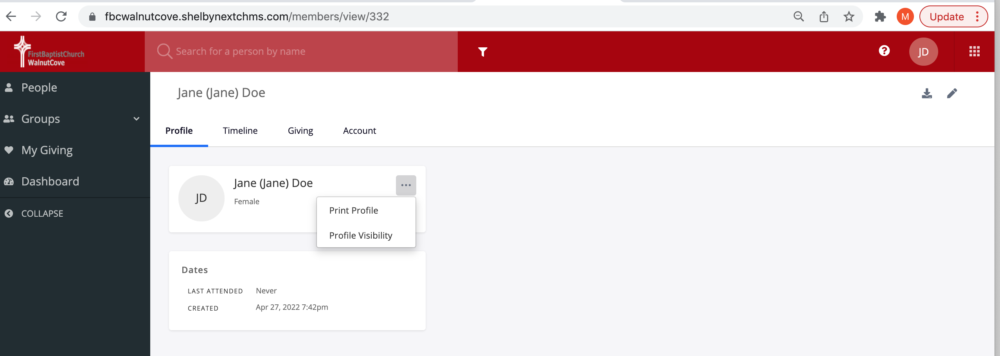 fbcwalnutcove.shelbynextchms.com/members/view/332
M
Update
FirstBaptistChurch
WalnutCove
Search for a person by name
JD
People
Groups
My Giving
Dashboard
COLLAPSE
Jane (Jane) Doe
Profile Timeline Giving Account
JD
Jane (Jane) Doe
Female
Print Profile
Profile Visibility
Dates
LAST ATTENDED Never
CREATED Apr 27, 2022 7:42pm